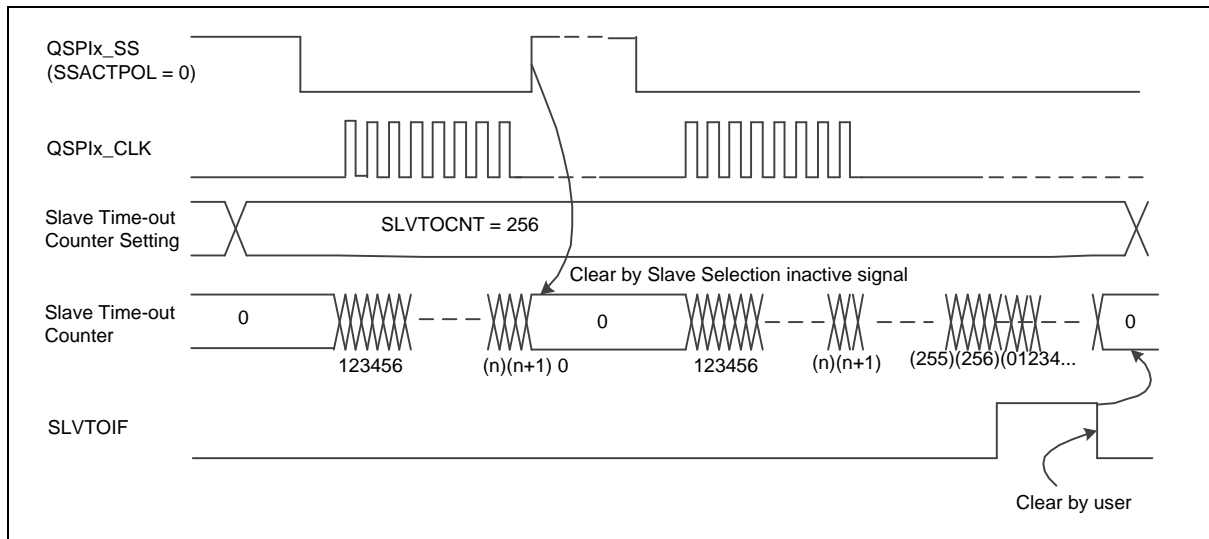 QSPIx_SS
(SSACTPOL = 0)
QSPIx_CLK
Slave Time-out
Counter Setting
SLVTOCNT = 256
Clear by Slave Selection inactive signal
Slave Time-out
Counter
0
0
0
123456
(n)(n+1) 0
123456
(n)(n+1)
(255)(256)(01234...
SLVTOIF
Clear by user